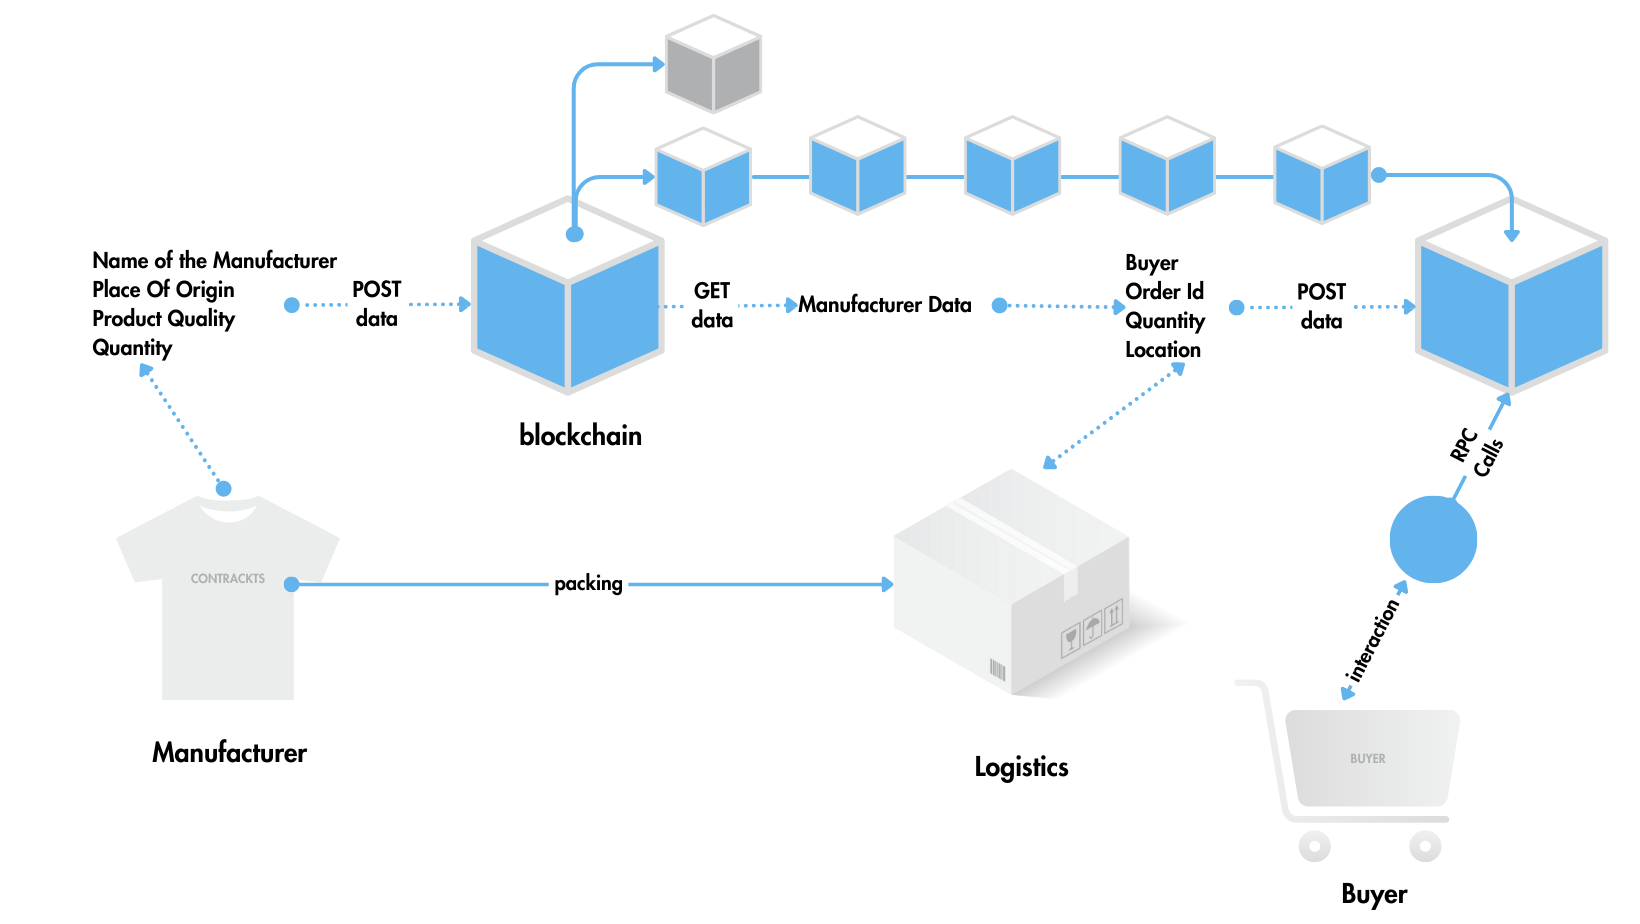 Name of the Manufacturer
Place Of Origin
Product Quality
Quantity
POST
data
blockchain
GET
data
Manufacturer Data
Buyer
Order Id
Quantity
Location
POST
data
RPC
Calls
CONTRACKTS
packing
interaction
Manufacturer
Logistics
BUYER
Buyer